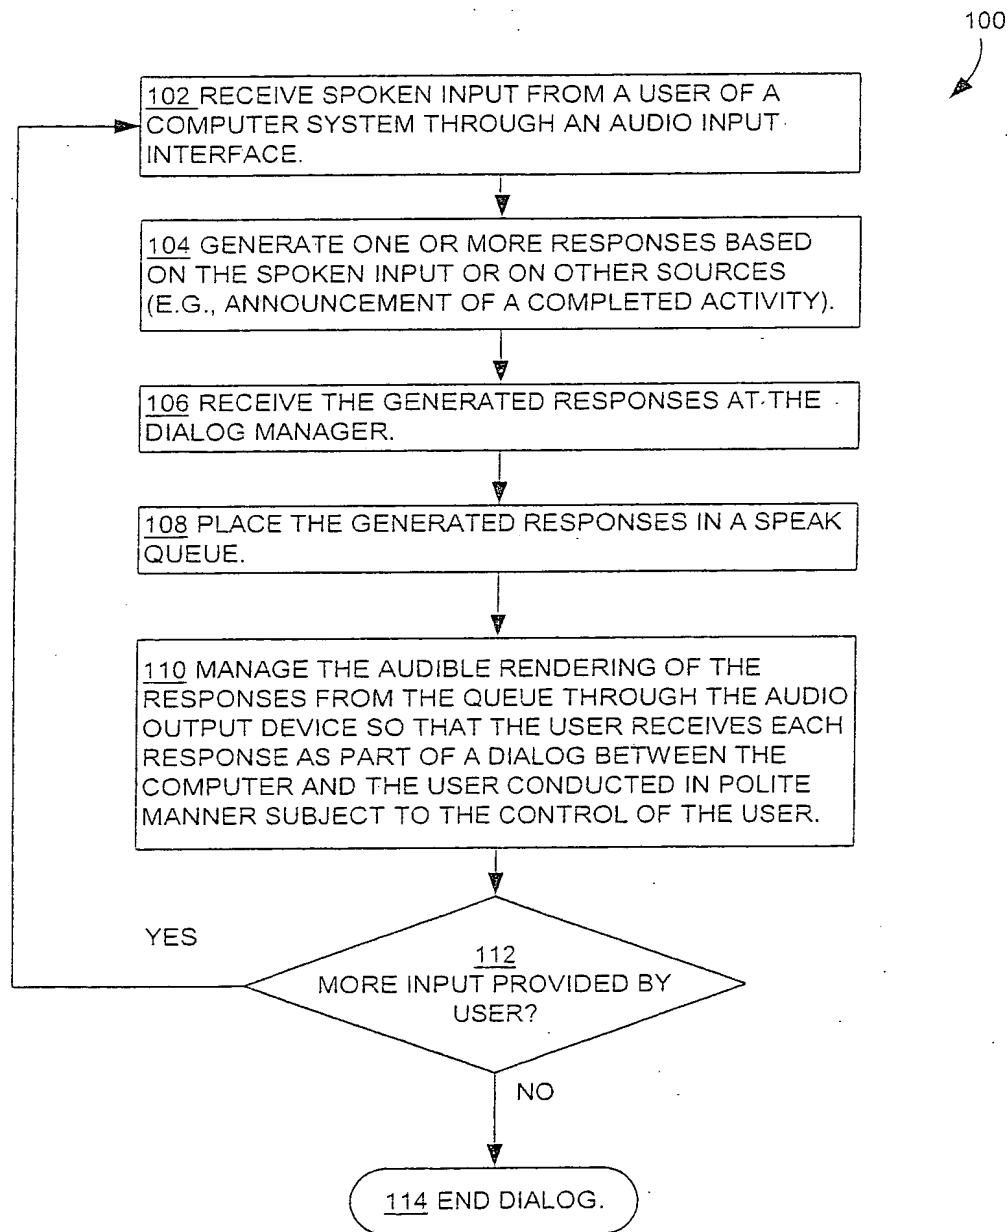 100
102 RECEIVE SPOKEN INPUT FROM A USER OF A
COMPUTER SYSTEM THROUGH AN AUDIO INPUT
INTERFACE.
104 GENERATE ONE OR MORE RESPONSES BASED
ON THE SPOKEN INPUT OR ON OTHER SOURCES
(E.G., ANNOUNCEMENT OF A COMPLETED ACTIVITY).
106 RECEIVE THE GENERATED RESPONSES AT THE
DIALOG MANAGER.
108 PLACE THE GENERATED RESPONSES IN A SPEAK
QUEUE.
110 MANAGE THE AUDIBLE RENDERING OF THE
RESPONSES FROM THE QUEUE THROUGH THE AUDIO
OUTPUT DEVICE SO THAT THE USER RECEIVES EACH
RESPONSE AS PART OF A DIALOG BETWEEN THE
COMPUTER AND THE USER CONDUCTED IN POLITE
MANNER SUBJECT TO THE CONTROL OF THE USER.
YES
112
MORE INPUT PROVIDED BY
USER?
NO
114 END DIALOG.